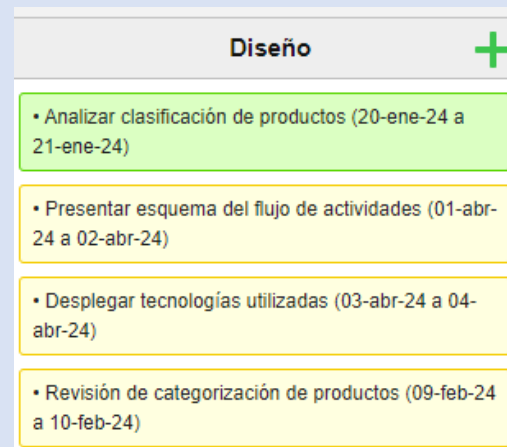 Diseño
• Analizar clasificación de productos (20-ene-24 a
21-ene-24)
• Presentar esquema del flujo de actividades (01-abr-
24 a 02-abr-24)
• Desplegar tecnologías utilizadas (03-abr-24 a 04-
abr-24)
• Revisión de categorización de productos (09-feb-24
a 10-feb-24)